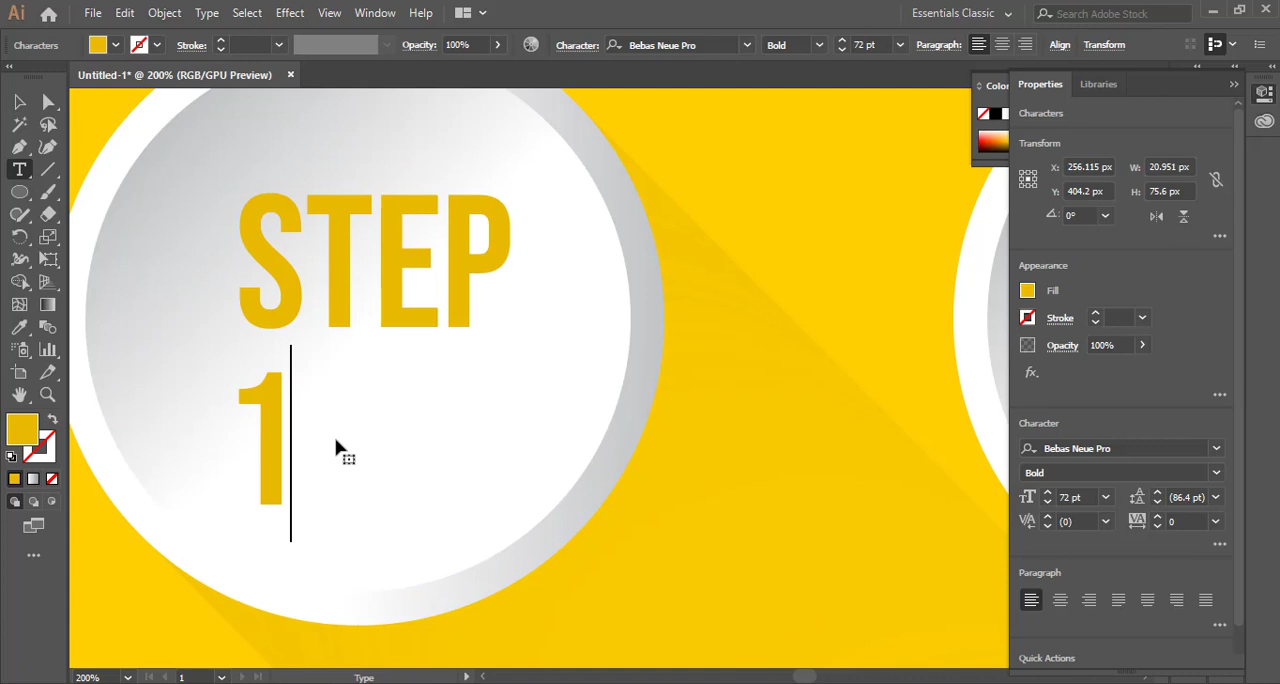 Ai File Edit Object Type Select Effect View Window Help Essentials Classic Search Adobe Stock
Characters Stroke: Opacity: 100% Character: Bebas Neue Pro Bold 72 pt Paragraph: Align Transform
Untitled-1* @ 200% (RGB/GPU Preview)
Color
Properties Libraries
Characters
Transform
X: 256.115 px W: 20.951 px
Y: 404.2 px H: 75.6 px
0°
Appearance
Fill
Stroke
Opacity 100%
fx.
Character
Bebas Neue Pro
Bold
72 pt (86.4 pt)
(0) 0
Paragraph
Quick Actions
STEP
1
200% 1 Type